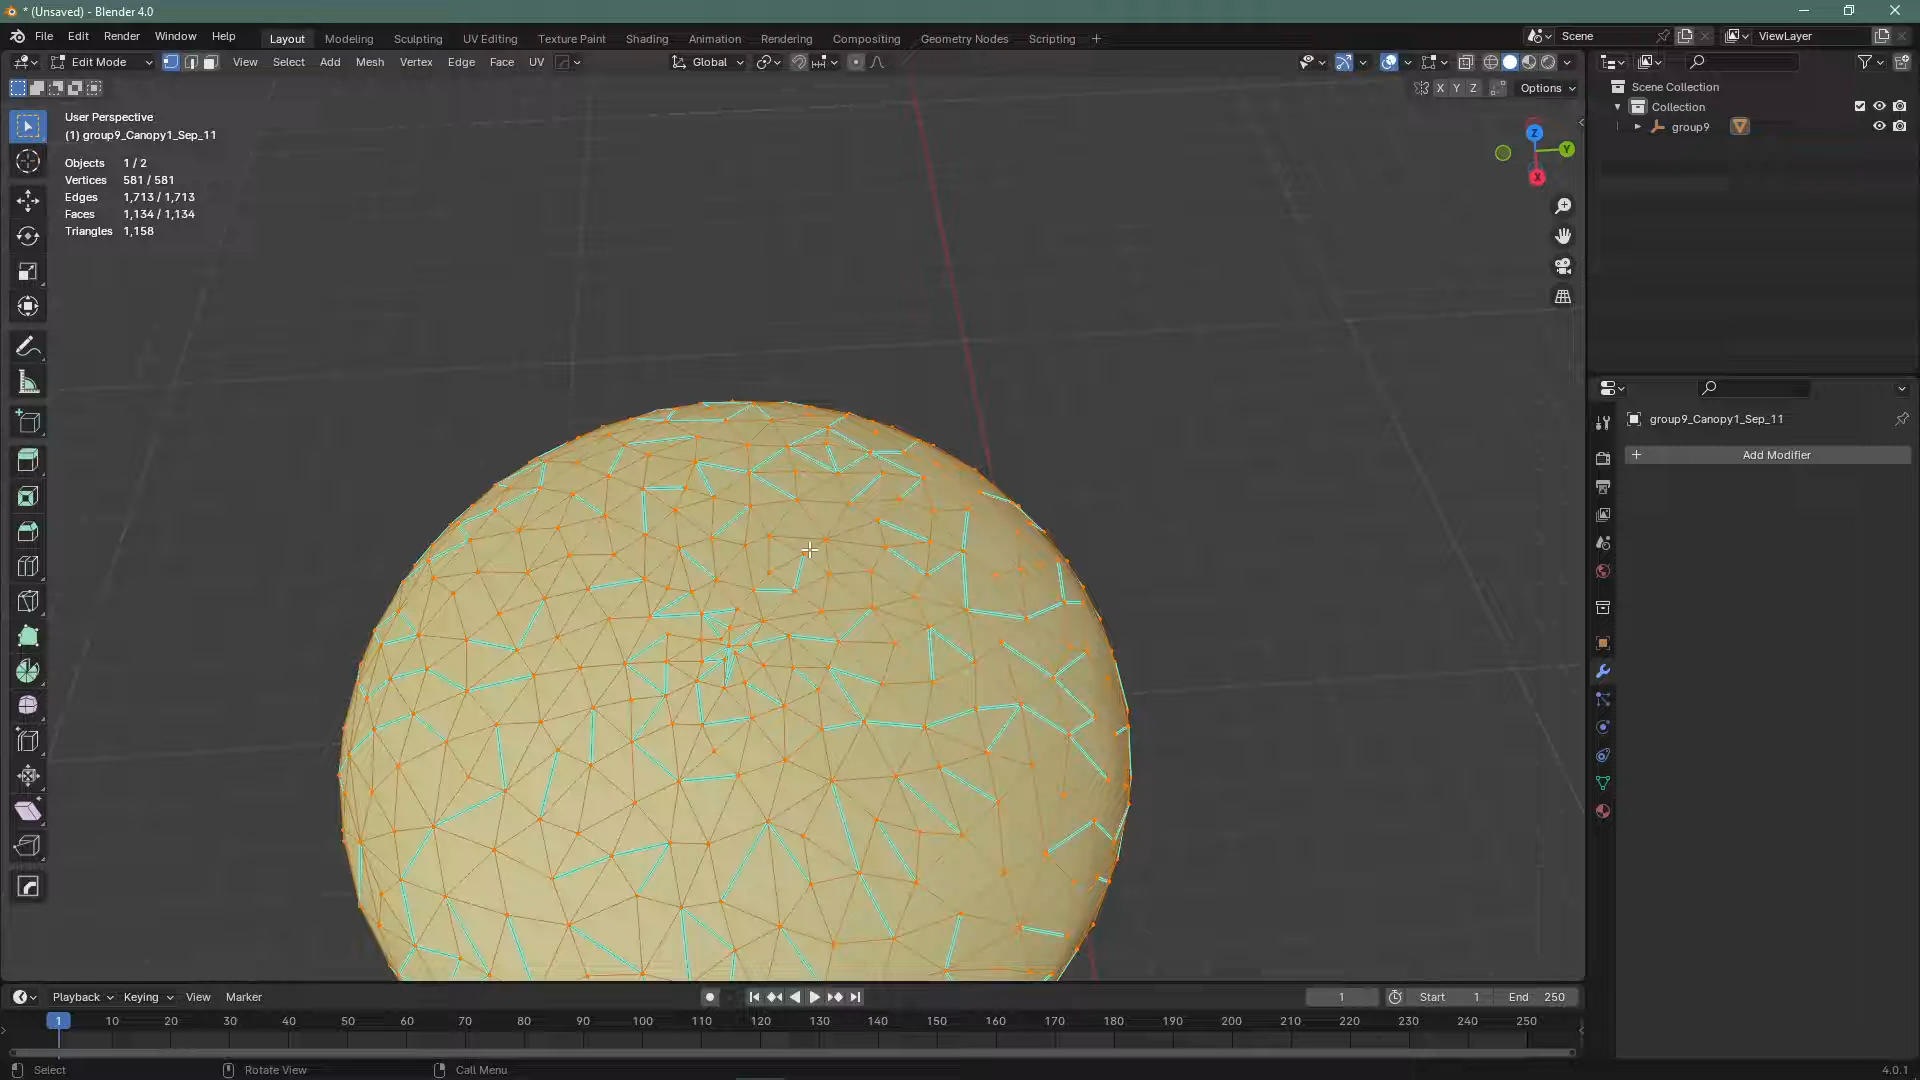 * (Unsaved) - Blender 4.0
File Edit Render Window Help
Layout Modeling Sculpting UV Editing Texture Paint Shading Animation Rendering Compositing Geometry Nodes Scripting +
Scene
ViewLayer
Edit Mode
View Select Add Mesh Vertex Edge Face UV
Global
X Y Z
Options
User Perspective
(1) group9_Canopy1_Sep_11
Objects 1 / 2
Vertices 581 / 581
Edges 1,713 / 1,713
Faces 1,134 / 1,134
Triangles 1,158
Z
Y
X
Scene Collection
Collection
group9
group9_Canopy1_Sep_11
+ Add Modifier
Playback Keying View Marker
1
Start 1
End 250
1 10 20 30 40 50 60 70 80 90 100 110 120 130 140 150 160 170 180 190 200 210 220 230 240 250
Select
Rotate View
Call Menu
4.0.1